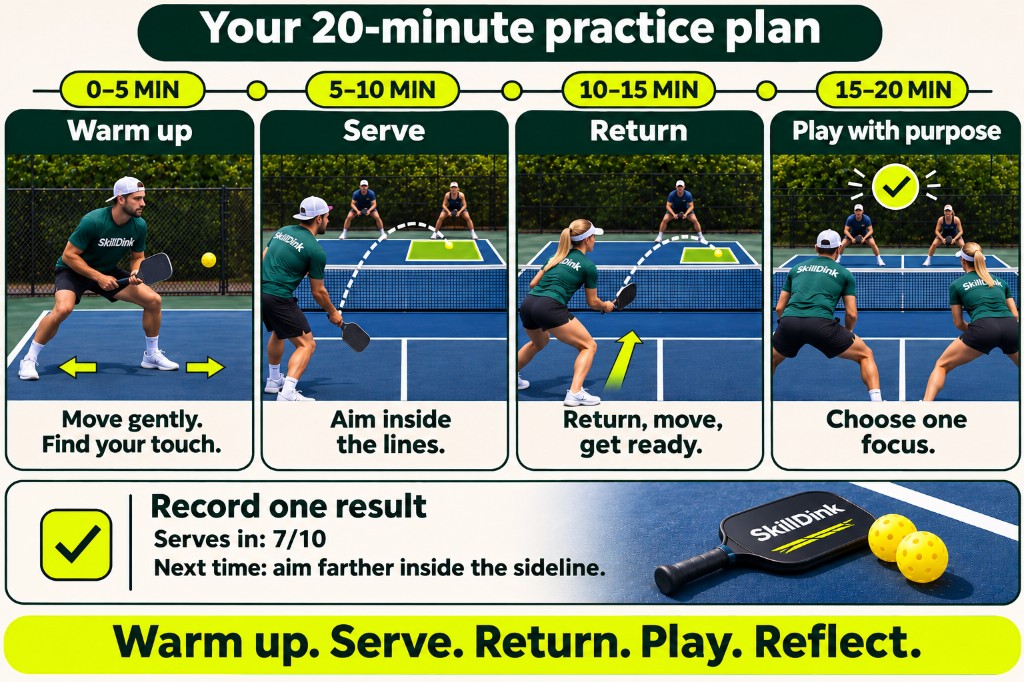 Your 20-minute practice plan
0–5 MIN
5–10 MIN
10–15 MIN
15–20 MIN
Warm up
Serve
Return
Play with purpose
SkillDink
SkillDink
Dink
SkillDink
SkillDink
Move gently.
Find your touch.
Aim inside
the lines.
Return, move,
get ready.
Choose one
focus.
Record one result
Serves in: 7/10
Next time: aim farther inside the sideline.
SkillDink
Warm up. Serve. Return. Play. Reflect.